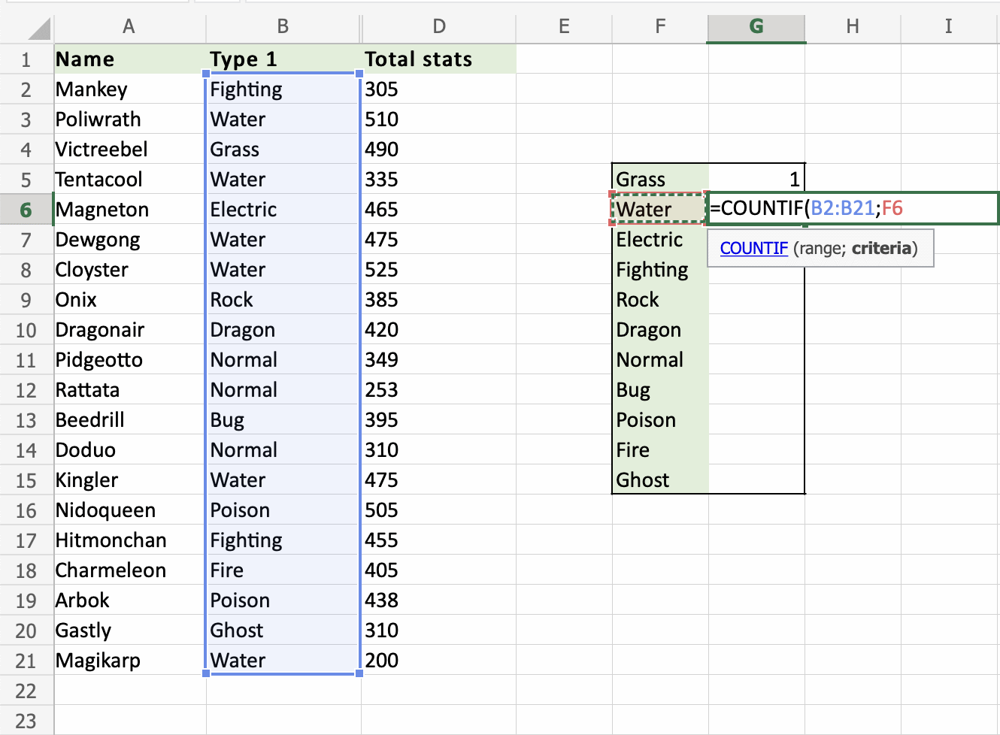 A B D E F G H I
1 Name Type 1 Total stats
2 Mankey Fighting 305
3 Poliwrath Water 510
4 Victreebel Grass 490
5 Tentacool Water 335 Grass 1
6 Magneton Electric 465 Water =COUNTIF(B2:B21;F6
7 Dewgong Water 475 Electric COUNTIF (range; criteria)
8 Cloyster Water 525 Fighting
9 Onix Rock 385 Rock
10 Dragonair Dragon 420 Dragon
11 Pidgeotto Normal 349 Normal
12 Rattata Normal 253 Bug
13 Beedrill Bug 395 Poison
14 Doduo Normal 310 Fire
15 Kingler Water 475 Ghost
16 Nidoqueen Poison 505
17 Hitmonchan Fighting 455
18 Charmeleon Fire 405
19 Arbok Poison 438
20 Gastly Ghost 310
21 Magikarp Water 200
22
23